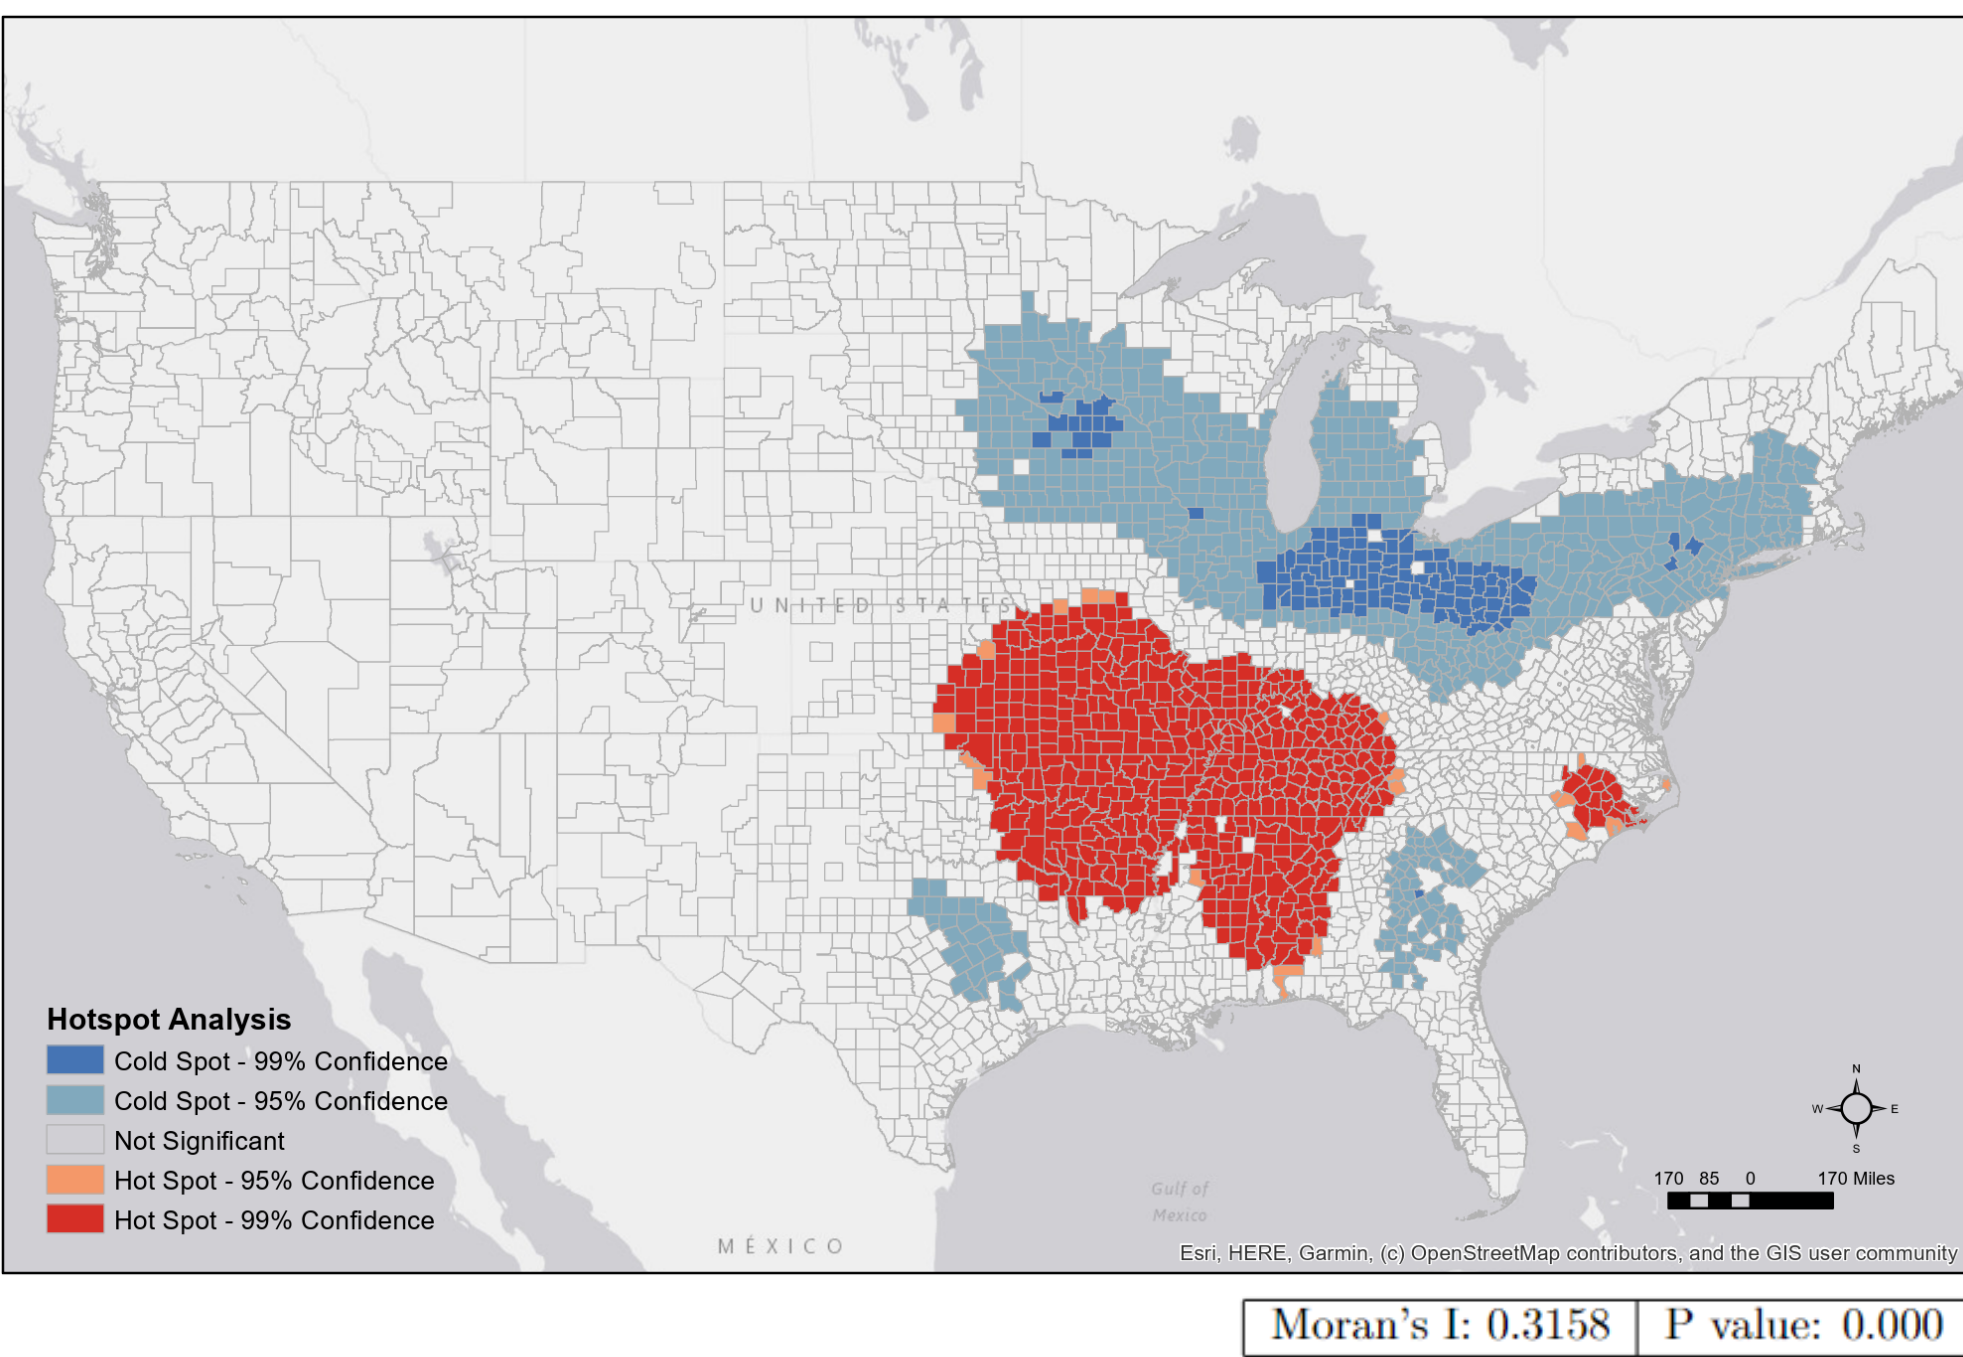 UNITED STATES
Hotspot Analysis
Cold Spot - 99% Confidence
Cold Spot - 95% Confidence
Not Significant
Hot Spot - 95% Confidence
Hot Spot - 99% Confidence
N
W E
S
170 85 0 170 Miles
Gulf of
Mexico
MÉXICO
Esri, HERE, Garmin, (c) OpenStreetMap contributors, and the GIS user community
Moran's I: 0.3158 P value: 0.000